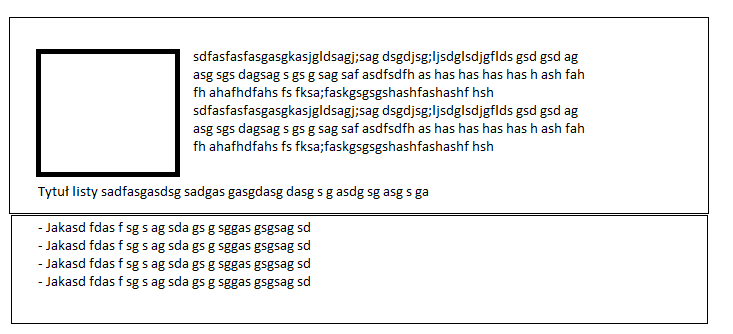 sdfasfasfasgasgkasjgldsagj;sag dsgdjsg;ljsdglsdjgflds gsd gsd ag
asg sgs dagsag s gs g sag saf asdfsdfh as has has has has h ash fah
fh ahafhdfahs fs fksa;faskgsgsgshashfashashf hsh
sdfasfasfasgasgkasjgldsagj;sag dsgdjsg;ljsdglsdjgflds gsd gsd ag
asg sgs dagsag s gs g sag saf asdfsdfh as has has has has h ash fah
fh ahafhdfahs fs fksa;faskgsgsgshashfashashf hsh
Tytuł listy sadfasgasdsg sadgas gasgdasg dasg s g asdg sg asg s ga
- Jakasd fdas f sg s ag sda gs g sggas gsgsag sd
- Jakasd fdas f sg s ag sda gs g sggas gsgsag sd
- Jakasd fdas f sg s ag sda gs g sggas gsgsag sd
- Jakasd fdas f sg s ag sda gs g sggas gsgsag sd